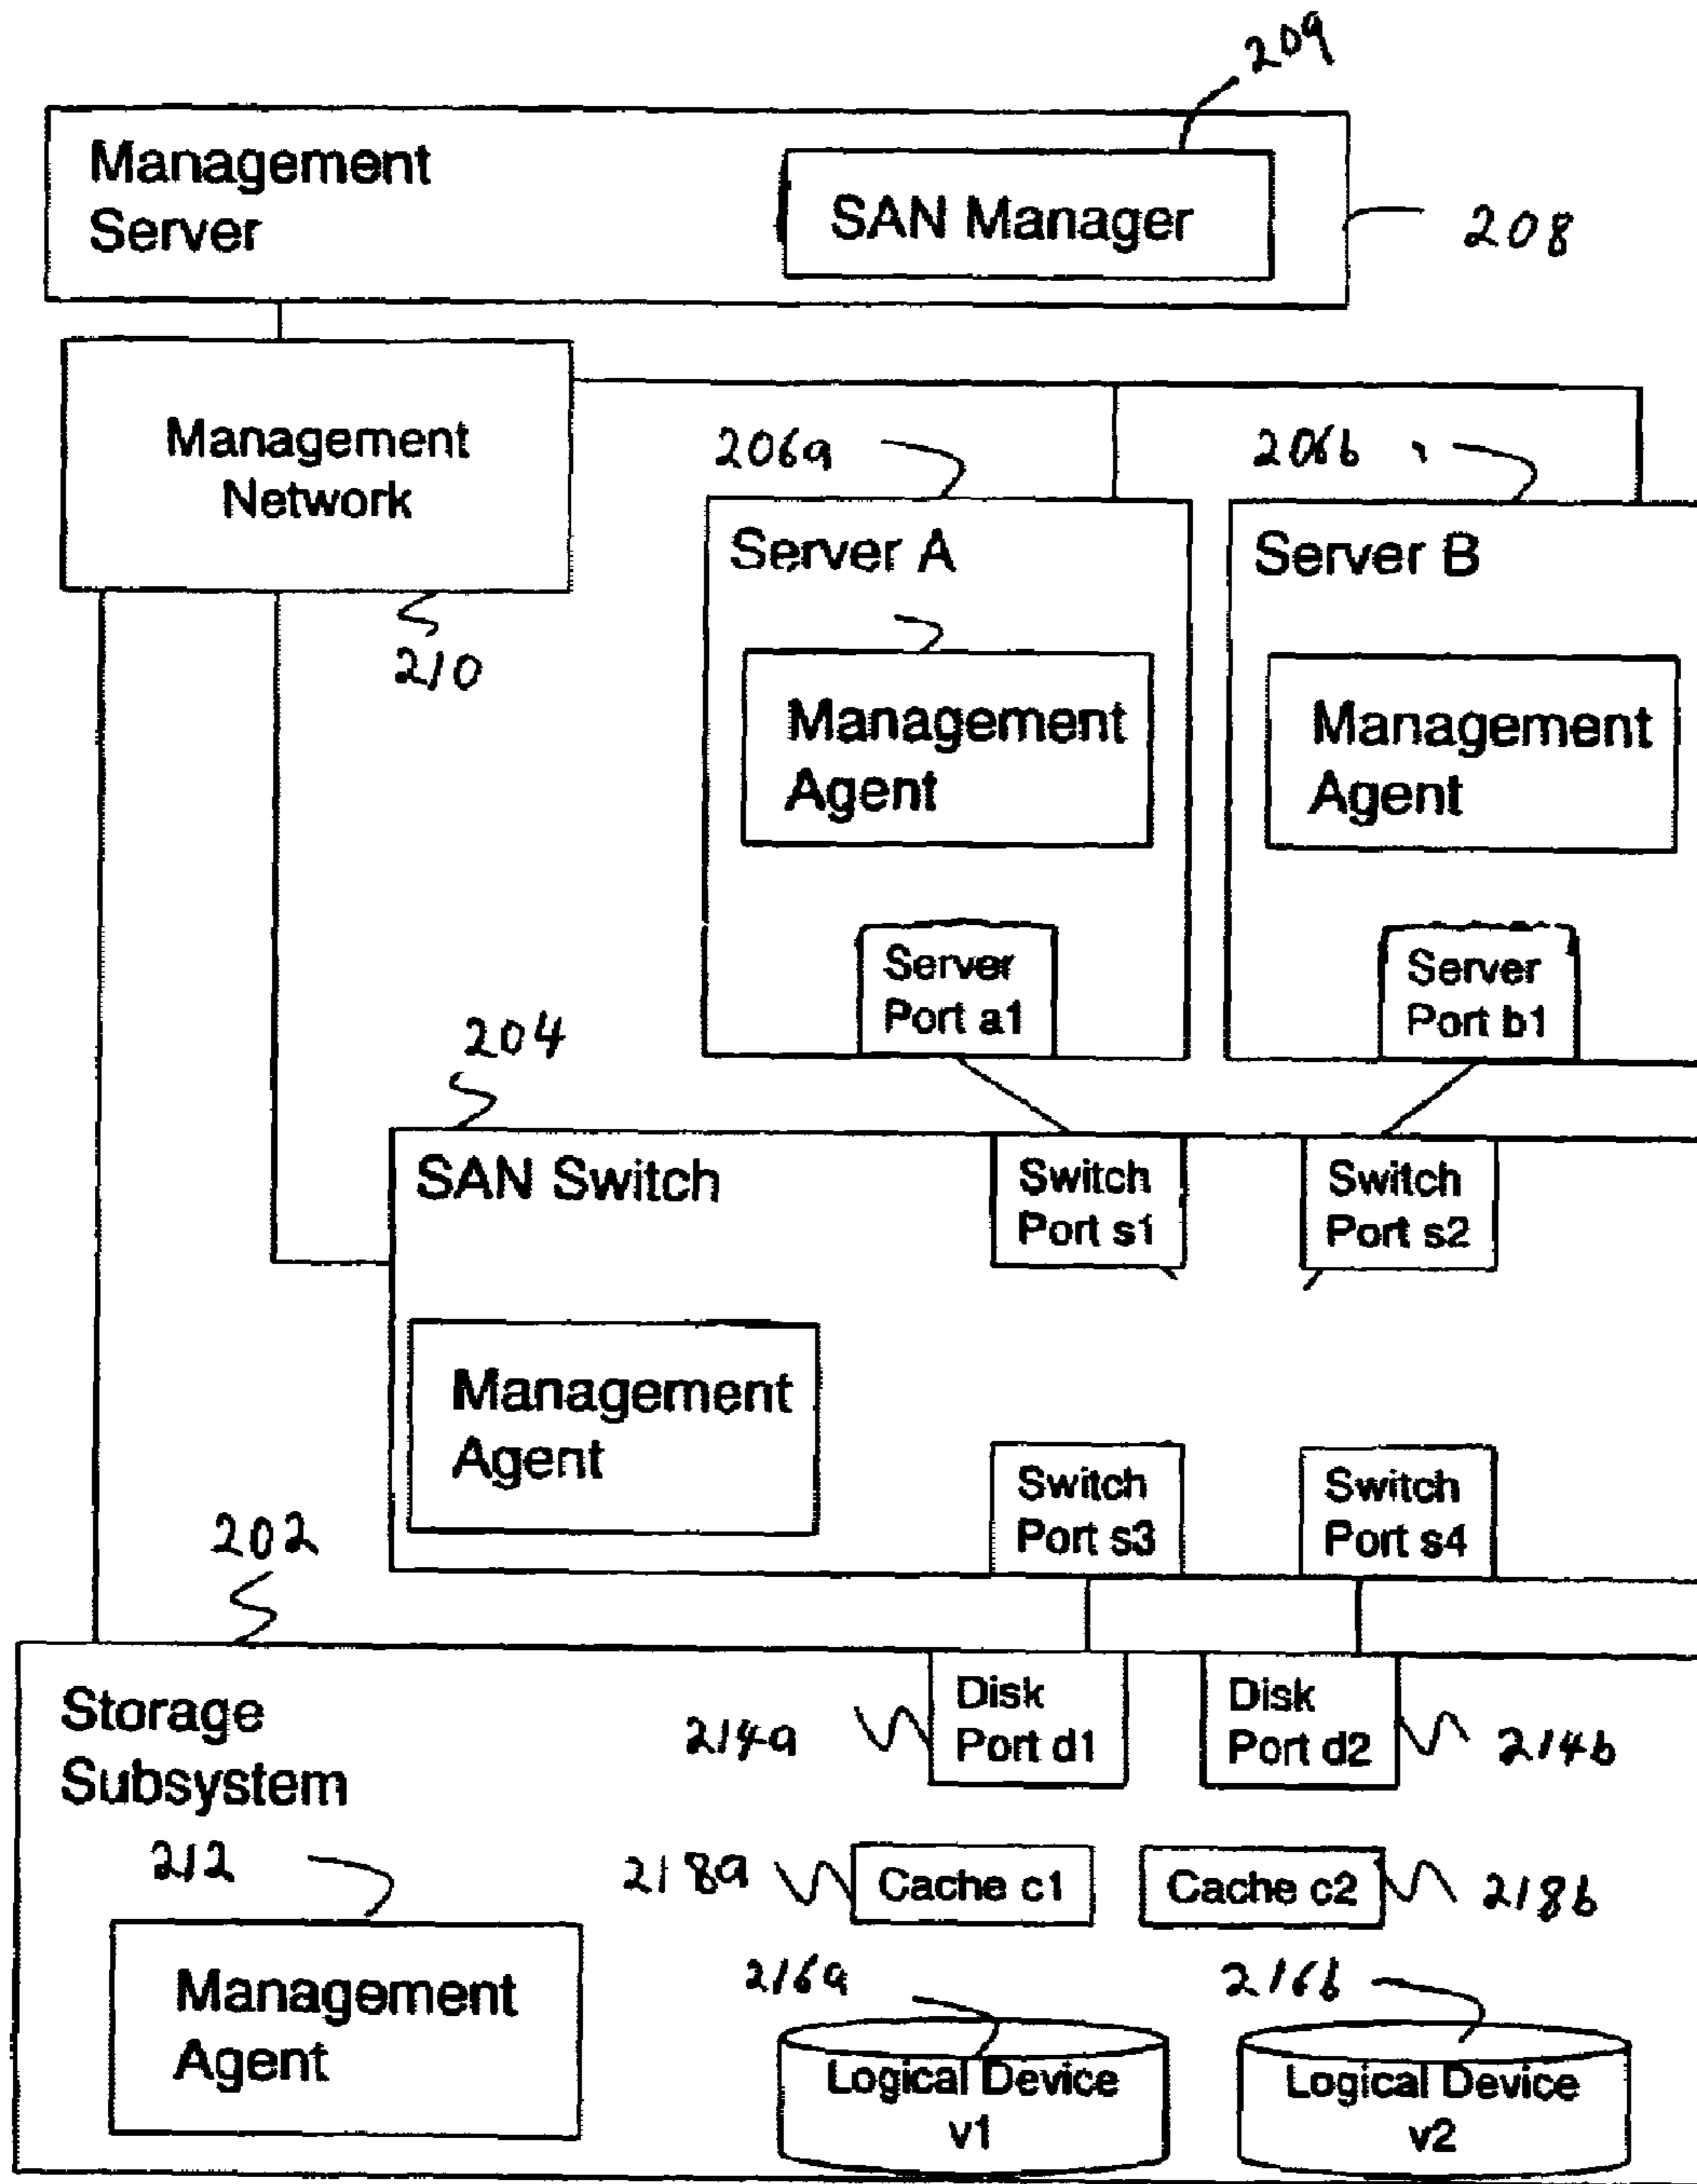 209
Management
Server
SAN Manager
208
Management
Network
210
206a
206b
Server A
Server B
Management
Agent
Management
Agent
Server
Port a1
Server
Port b1
204
SAN Switch
Switch
Port s1
Switch
Port s2
Management
Agent
Switch
Port s3
Switch
Port s4
202
Storage
Subsystem
214a
Disk
Port d1
Disk
Port d2
214b
212
218a
Cache c1
Cache c2
218b
Management
Agent
216a
216b
Logical Device
v1
Logical Device
v2